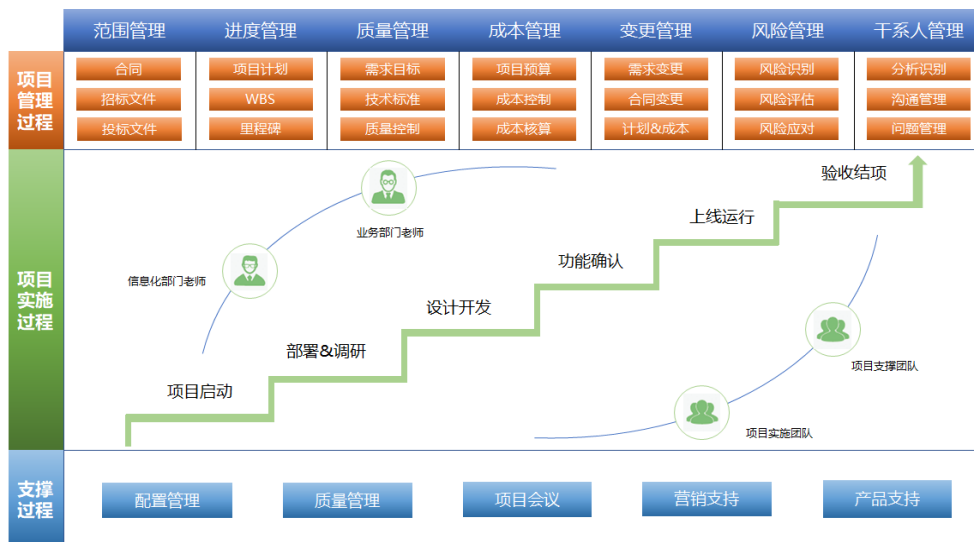 范围管理
进度管理
质量管理
成本管理
变更管理
风险管理
干系人管理
项目
管理
过程
合同
项目计划
需求目标
项目预算
需求变更
风险识别
分析识别
招标文件
WBS
技术标准
成本控制
合同变更
风险评估
沟通管理
投标文件
里程碑
质量控制
成本核算
计划&成本
风险应对
问题管理
项目
实施
过程
验收结项
上线运行
业务部门老师
功能确认
信息化部门老师
设计开发
部署&调研
项目支撑团队
项目启动
项目实施团队
支撑
过程
配置管理
质量管理
项目会议
营销支持
产品支持